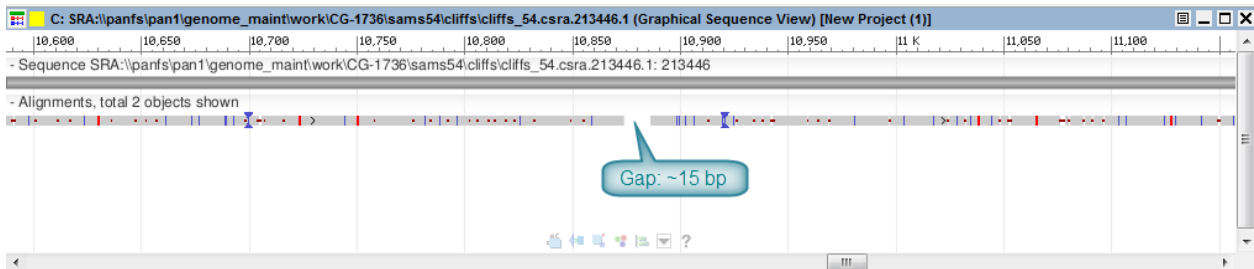 C: SRA:\\panfs\pan1\genome_maint\work\CG-1736\sams54\cliffs\cliffs_54.csra.213446.1 (Graphical Sequence View) [New Project (1)]
10,600 10,650 10,700 10,750 10,800 10,850 10,900 10,950 11 K 11,050 11,100
- Sequence SRA:\\panfs\pan1\genome_maint\work\CG-1736\sams54\cliffs\cliffs_54.csra.213446.1: 213446
- Alignments, total 2 objects shown
Gap: ~15 bp
?